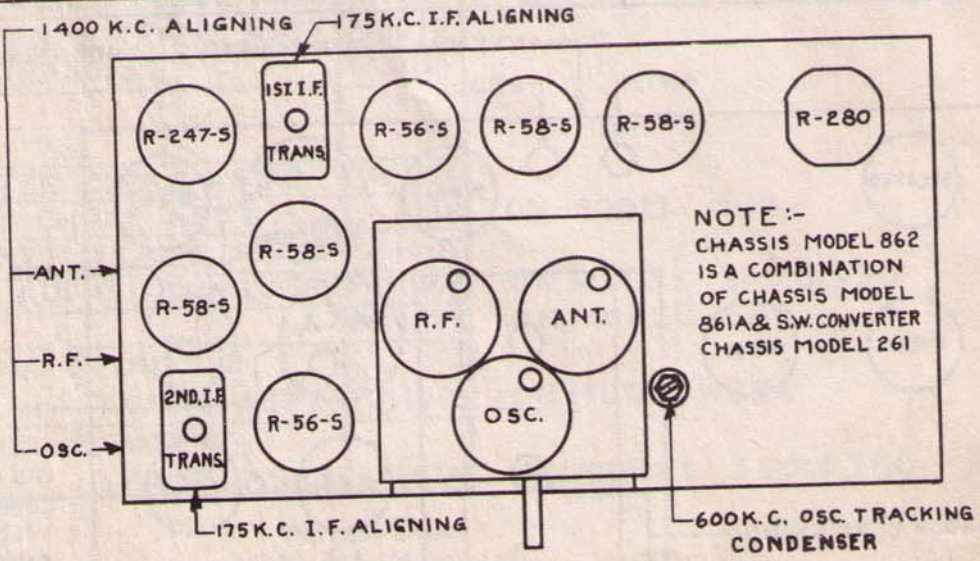 1400 K.C. ALIGNING
175 K.C. I.F. ALIGNING
R-247-S
1ST. I.F.
TRANS.
R-56-S
R-58-S
R-58-S
R-280
R-58-S
ANT.
R-58-S
R.F.
ANT.
NOTE :-
CHASSIS MODEL 862
IS A COMBINATION
OF CHASSIS MODEL
861A & S.W. CONVERTER
CHASSIS MODEL 261
R.F.
2ND. I.F.
TRANS.
R-56-S
OSC.
OSC.
175 K.C. I.F. ALIGNING
600 K.C. OSC. TRACKING
CONDENSER